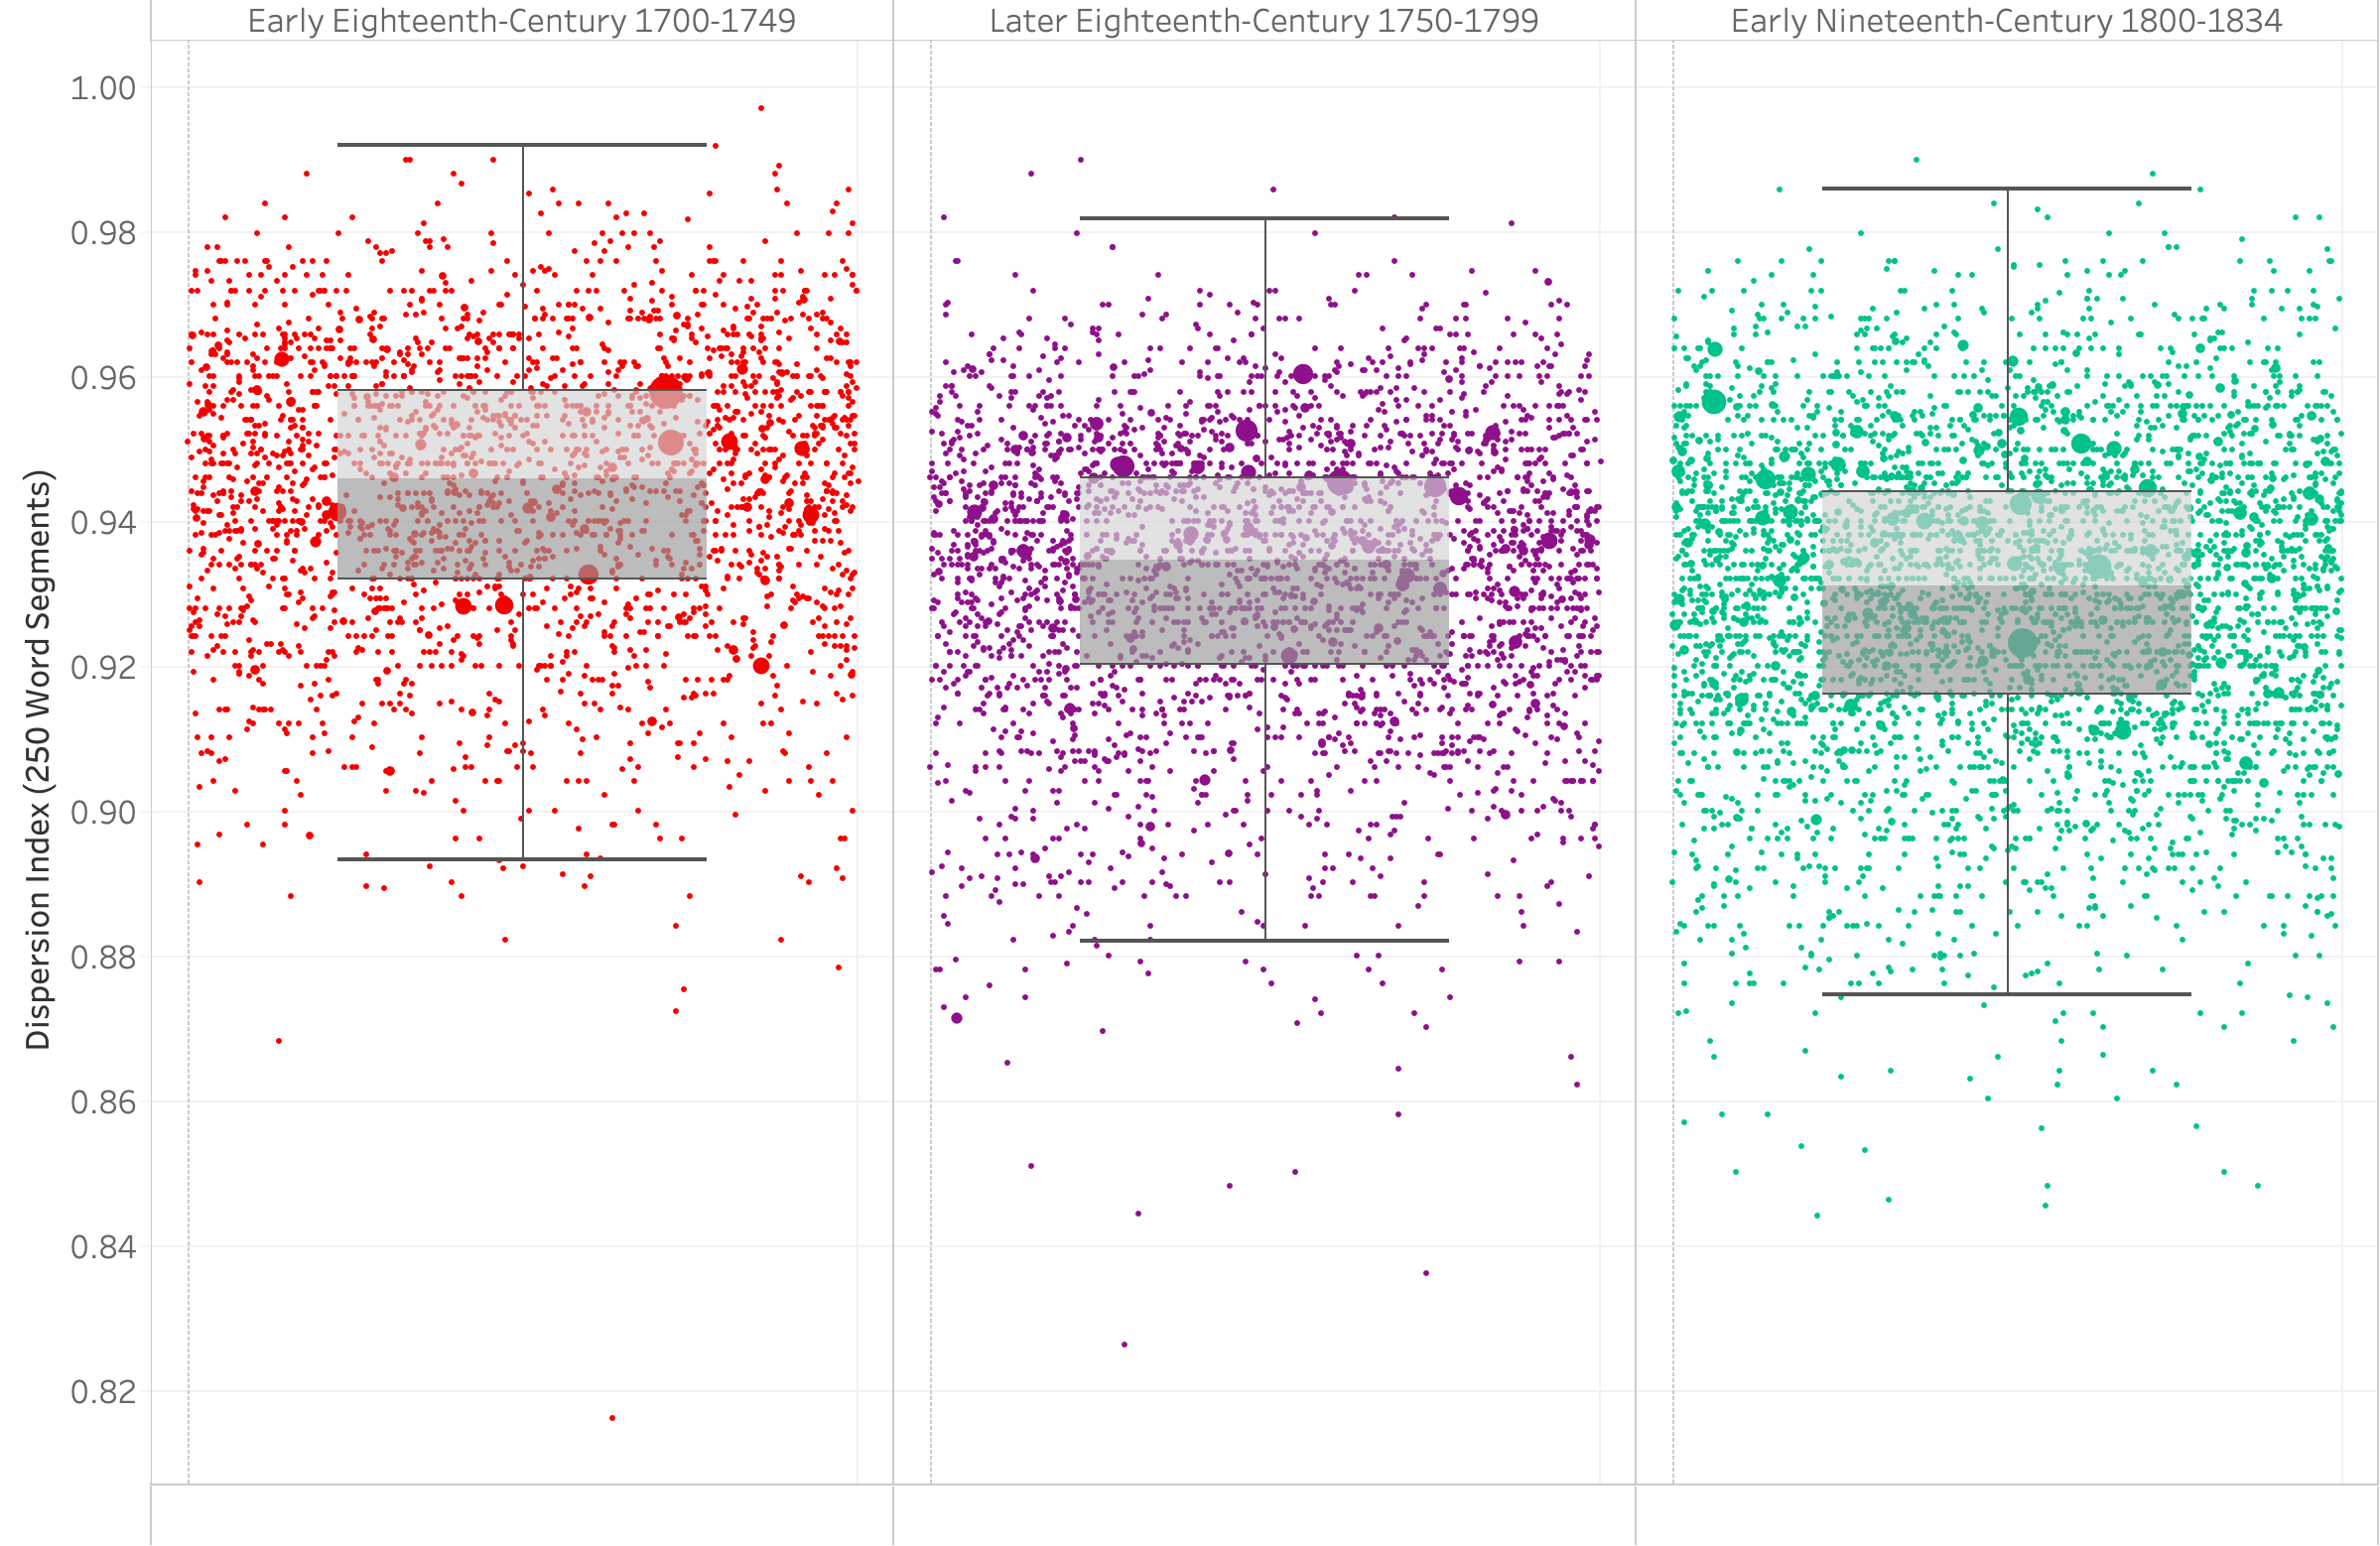 Early Eighteenth-Century 1700-1749
Later Eighteenth-Century 1750-1799
Early Nineteenth-Century 1800-1834
Dispersion Index (250 Word Segments)
1.00
0.98
0.96
0.94
0.92
0.90
0.88
0.86
0.84
0.82